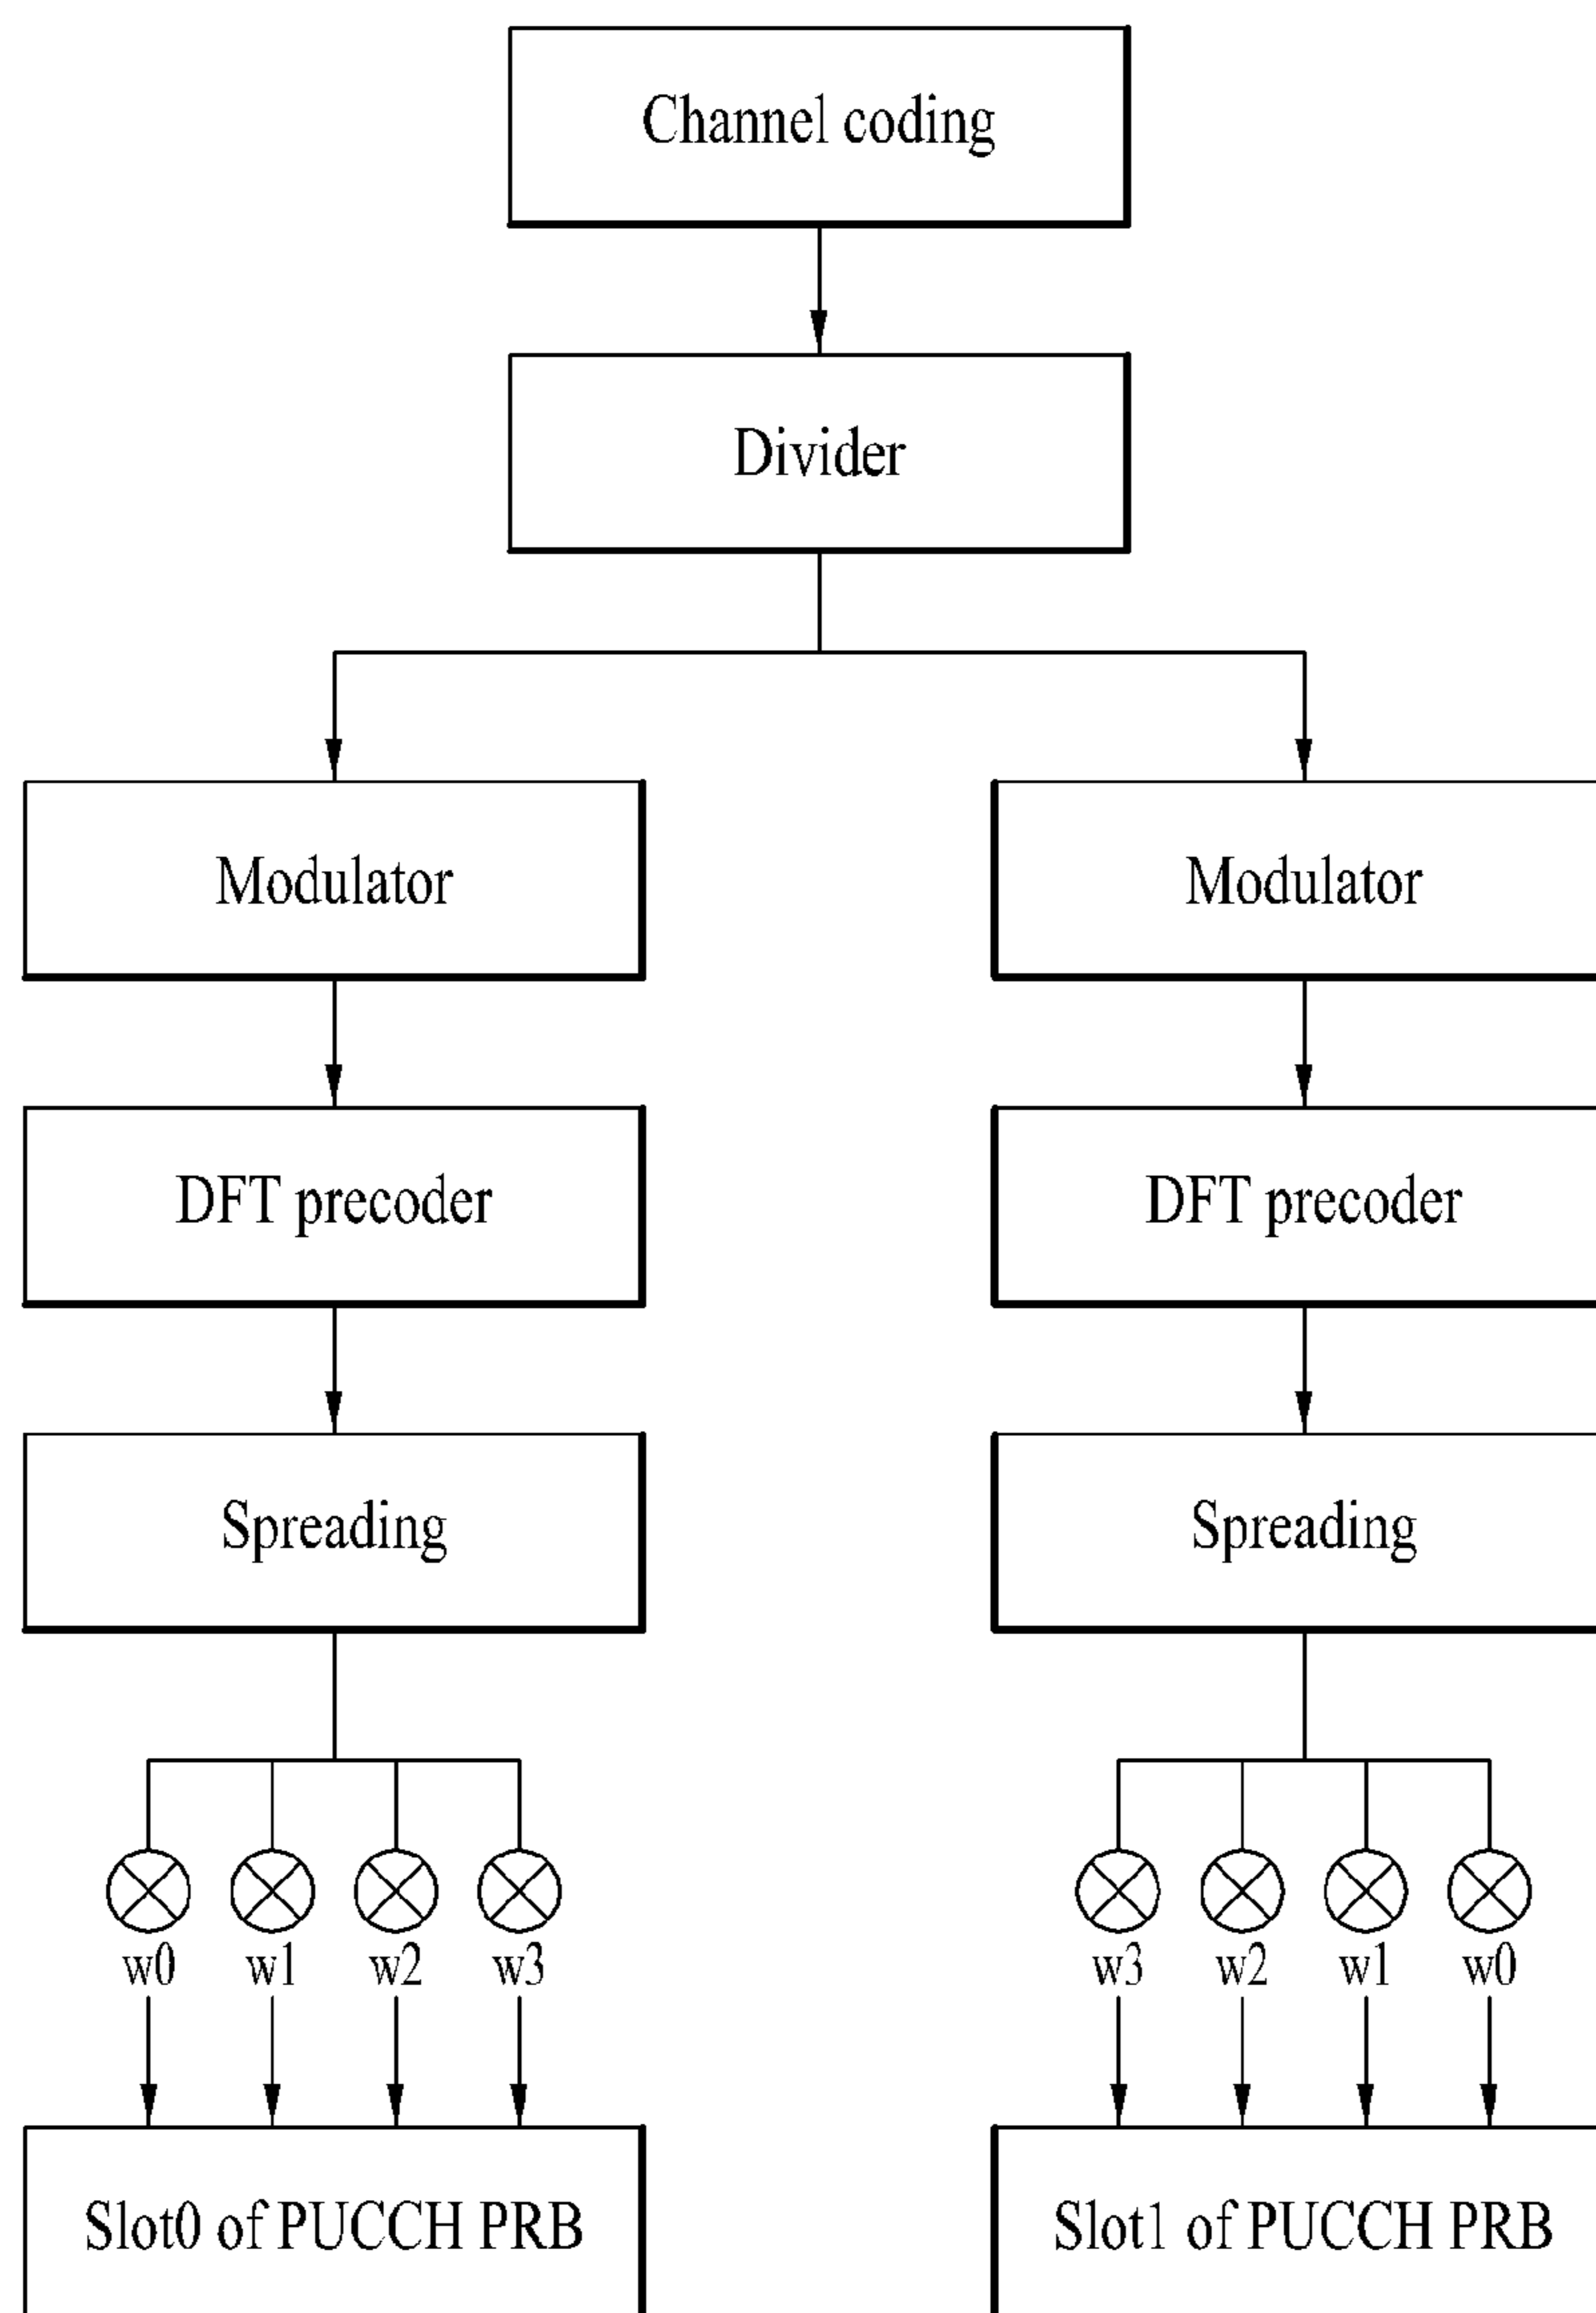 Channel coding
Divider
Modulator Modulator
DFT precoder DFT precoder
Spreading Spreading
w0 w1 w2 w3 w3 w2 w1 w0
Slot0 of PUCCH PRB Slot1 of PUCCH PRB